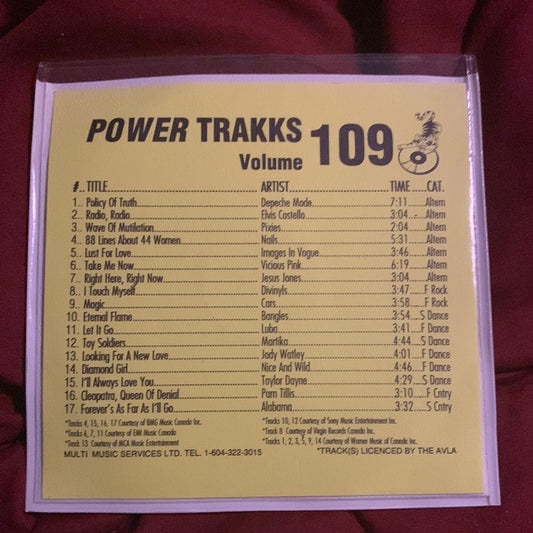 POWER TRAKKS
Volume 109
#.. TITLE ARTIST TIME CAT.
1.. Policy Of Truth Depeche Mode 7:11 Altern
2.. Radio, Radio Elvis Costello 3:04 Altern
3.. Wave Of Mutilation Pixies 2:04 Altern
4.. 88 Lines About 44 Women Nails 5:31 Altern
5.. Lust For Love Images In Vogue 3:46 Altern
6.. Take Me Now Vicious Pink 6:19 Altern
7.. Right Here, Right Now Jesus Jones 3:04 Altern
8.. I Touch Myself Divinyls 3:47 F Rock
9.. Magic Cars 3:58 F Rock
10. Eternal Flame Bangles 3:54 S Dance
11. Let It Go Luba 3:41 F Dance
12. Toy Soldiers Martika 4:44 S Dance
13. Looking For A New Love Jody Watley 4:01 F Dance
14. Diamond Girl Nice And Wild 4:46 F Dance
15. I'll Always Love You Taylor Dayne 4:29 S Dance
16. Cleopatra, Queen Of Denial Pam Tillis 3:10 F Cntry
17. Forever's As Far As I'll Go Alabama 3:32 S Cntry
*Tracks 4, 15, 16, 17 Courtesy of BMG Music Canada Inc. *Tracks 10, 12 Courtesy of Sony Music Entertainment Inc.
*Tracks 6, 7, 11 Courtesy of EMI Music Canada *Track 8 Courtesy of Virgin Records Canada Inc.
*Track 13 Courtesy of MCA Music Entertainment *Tracks 1, 2, 3, 5, 9, 14 Courtesy of Warner Music of Canada Inc.
MULTI MUSIC SERVICES LTD. TEL. 1-604-322-3015 *TRACK(S) LICENCED BY THE AVLA